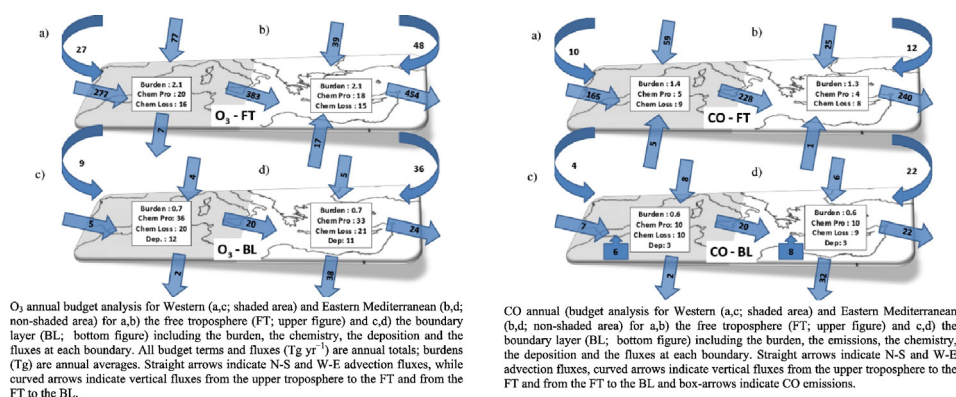 a)
b)
77
39
27
48
277
Burden : 2.1
Chem Pro : 20
Chem Loss : 16
383
Burden : 2.1
Chem Pro : 18
Chem Loss : 15
454
O₃ - FT
7
17
9
36
c)
d)
4
5
5
Burden : 0.7
Chem Pro: 36
Chem Loss : 20
Dep. : 12
20
Burden : 0.7
Chem Pro : 33
Chem Loss : 21
Dep: 11
24
O₃ - BL
2
38
O₃ annual budget analysis for Western (a,c; shaded area) and Eastern Mediterranean (b,d;
non-shaded area) for a,b) the free troposphere (FT; upper figure) and c,d) the boundary
layer (BL; bottom figure) including the burden, the chemistry, the deposition and the
fluxes at each boundary. All budget terms and fluxes (Tg yr⁻¹) are annual totals; burdens
(Tg) are annual averages. Straight arrows indicate N-S and W-E advection fluxes, while
curved arrows indicate vertical fluxes from the upper troposphere to the FT and from the
FT to the BL.
a)
b)
59
25
10
12
165
Burden : 1.4
Chem Pro : 5
Chem Loss : 9
228
Burden : 1.3
Chem Pro : 4
Chem Loss : 8
240
CO - FT
5
1
4
22
c)
d)
8
6
7
Burden : 0.6
Chem Pro : 10
Chem Loss : 10
Dep: 3
20
Burden : 0.6
Chem Pro : 10
Chem Loss : 9
Dep: 3
22
6
CO - BL
8
2
32
CO annual (budget analysis for Western (a,c; shaded area) and Eastern Mediterranean
(b,d; non-shaded area) for a,b) the free troposphere (FT; upper figure) and c,d) the
boundary layer (BL; bottom figure) including the burden, the emissions, the chemistry,
the deposition and the fluxes at each boundary. Straight arrows indicate N-S and W-E
advection fluxes, curved arrows indicate vertical fluxes from the upper troposphere to the
FT and from the FT to the BL and box-arrows indicate CO emissions.